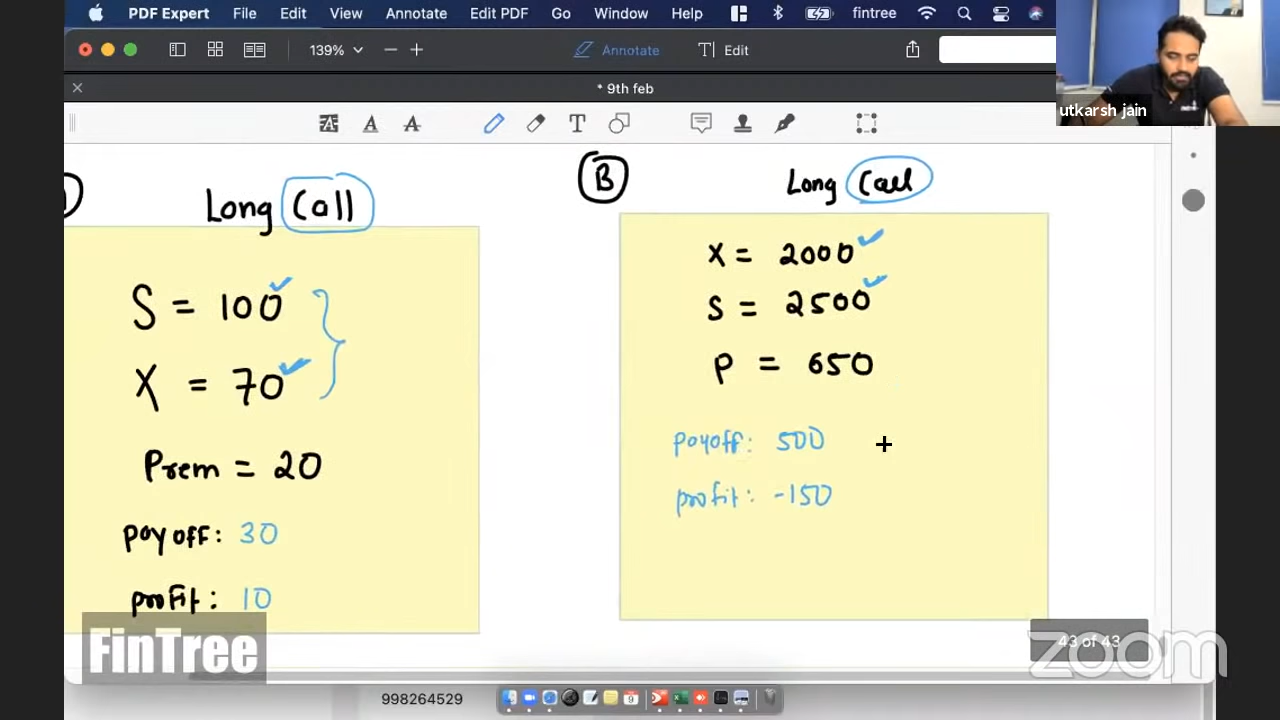 PDF Expert File Edit View Annotate Edit PDF Go Window Help fintree
139% Annotate T Edit
* 9th feb
utkarsh jain
Long Call
S = 100
X = 70
Prem = 20
payoff: 30
profit: 10
B Long Call
X = 2000
S = 2500
P = 650
payoff: 500
profit: -150
FinTree
43 of 43
zoom
998264529